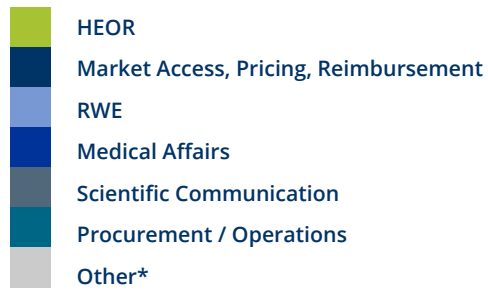 HEOR
Market Access, Pricing, Reimbursement
RWE
Medical Affairs
Scientific Communication
Procurement / Operations
Other*